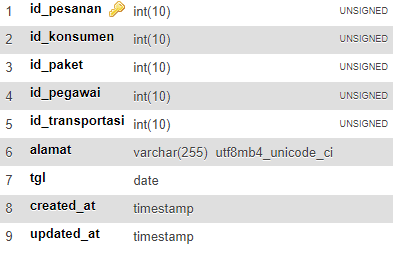 1 id_pesanan int(10) UNSIGNED
2 id_konsumen int(10) UNSIGNED
3 id_paket int(10) UNSIGNED
4 id_pegawai int(10) UNSIGNED
5 id_transportasi int(10) UNSIGNED
6 alamat varchar(255) utf8mb4_unicode_ci
7 tgl date
8 created_at timestamp
9 updated_at timestamp